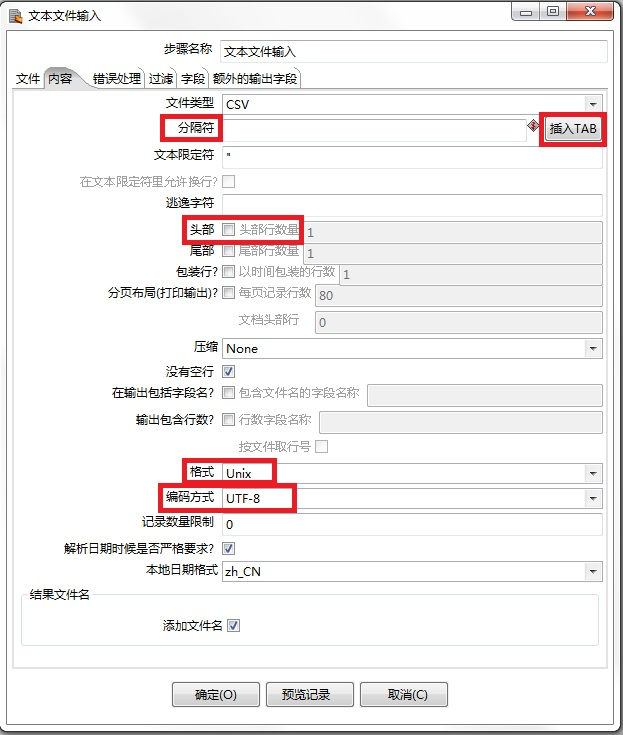 文本文件输入
步骤名称 文本文件输入
文件 内容 错误处理 过滤 字段 额外的输出字段
文件类型 CSV
分隔符 插入TAB
文本限定符 "
在文本限定符里允许换行?
逃逸字符
头部 头部行数量 1
尾部 尾部行数量 1
包装行? 以时间包装的行数 1
分页布局(打印输出)? 每页记录行数 80
文档头部行 0
压缩 None
没有空行
在输出包括字段名? 包含文件名的字段名称
输出包含行数? 行数字段名称
按文件取行号
格式 Unix
编码方式 UTF-8
记录数量限制 0
解析日期时候是否严格要求?
本地日期格式 zh_CN
结果文件名
添加文件名
确定(O) 预览记录 取消(C)